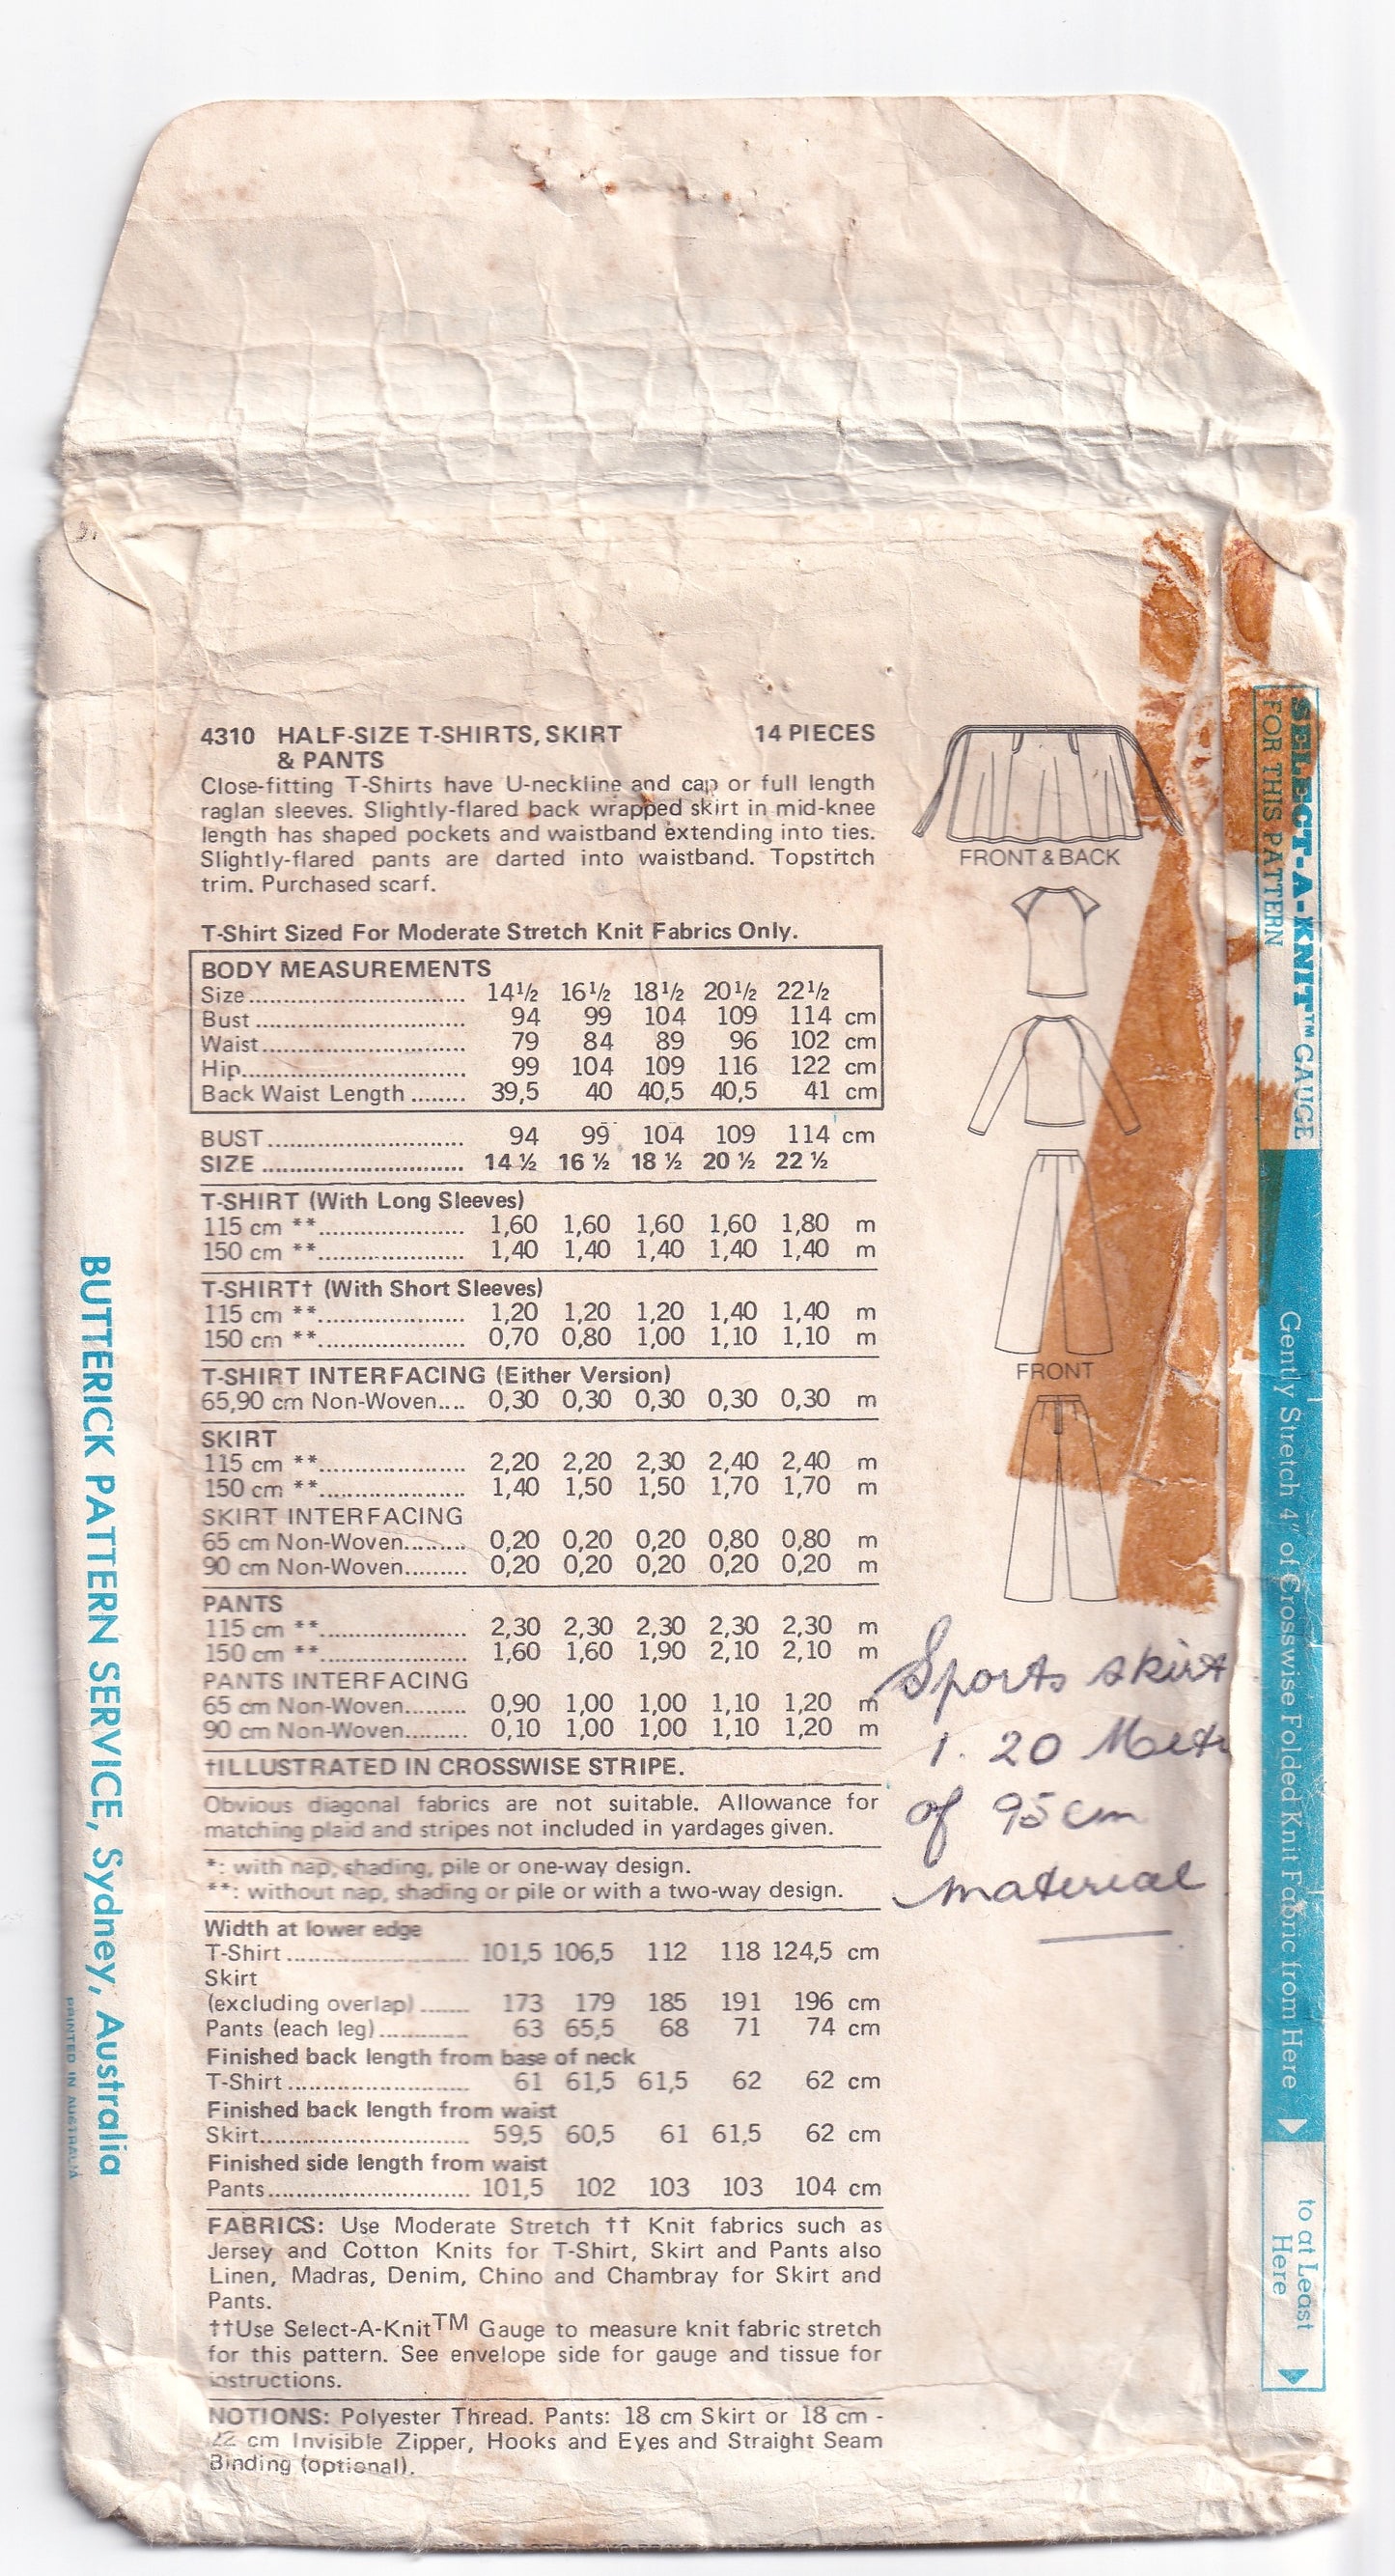 4310 HALF-SIZE T-SHIRTS, SKIRT 14 PIECES
& PANTS
Close-fitting T-Shirts have U-neckline and cap or full length
raglan sleeves. Slightly-flared back wrapped skirt in mid-knee
length has shaped pockets and waistband extending into ties.
Slightly-flared pants are darted into waistband. Topstitch
trim. Purchased scarf.
T-Shirt Sized For Moderate Stretch Knit Fabrics Only.
BODY MEASUREMENTS
Size .............................. 14½ 16½ 18½ 20½ 22½
Bust .............................. 94 99 104 109 114 cm
Waist .............................. 79 84 89 96 102 cm
Hip .............................. 99 104 109 116 122 cm
Back Waist Length ........ 39,5 40 40,5 40,5 41 cm
BUST ............................ 94 99 104 109 114 cm
SIZE ............................ 14 ½ 16 ½ 18 ½ 20 ½ 22 ½
T-SHIRT (With Long Sleeves)
115 cm ** ..................... 1,60 1,60 1,60 1,60 1,80 m
150 cm ** ..................... 1,40 1,40 1,40 1,40 1,40 m
T-SHIRT† (With Short Sleeves)
115 cm ** ..................... 1,20 1,20 1,20 1,40 1,40 m
150 cm ** ..................... 0,70 0,80 1,00 1,10 1,10 m
T-SHIRT INTERFACING (Either Version)
65,90 cm Non-Woven.... 0,30 0,30 0,30 0,30 0,30 m
SKIRT
115 cm ** ..................... 2,20 2,20 2,30 2,40 2,40 m
150 cm ** ..................... 1,40 1,50 1,50 1,70 1,70 m
SKIRT INTERFACING
65 cm Non-Woven......... 0,20 0,20 0,20 0,80 0,80 m
90 cm Non-Woven......... 0,20 0,20 0,20 0,20 0,20 m
PANTS
115 cm ** ..................... 2,30 2,30 2,30 2,30 2,30 m
150 cm ** ..................... 1,60 1,60 1,90 2,10 2,10 m
PANTS INTERFACING
65 cm Non-Woven......... 0,90 1,00 1,00 1,10 1,20 m
90 cm Non-Woven......... 0,10 1,00 1,00 1,10 1,20 m
†ILLUSTRATED IN CROSSWISE STRIPE.
Obvious diagonal fabrics are not suitable. Allowance for
matching plaid and stripes not included in yardages given.
*: with nap, shading, pile or one-way design.
**: without nap, shading or pile or with a two-way design.
Width at lower edge
T-Shirt .......................... 101,5 106,5 112 118 124,5 cm
Skirt
(excluding overlap) ....... 173 179 185 191 196 cm
Pants (each leg) ............. 63 65,5 68 71 74 cm
Finished back length from base of neck
T-Shirt .......................... 61 61,5 61,5 62 62 cm
Finished back length from waist
Skirt .............................. 59,5 60,5 61 61,5 62 cm
Finished side length from waist
Pants ............................. 101,5 102 103 103 104 cm
FABRICS: Use Moderate Stretch †† Knit fabrics such as
Jersey and Cotton Knits for T-Shirt, Skirt and Pants also
Linen, Madras, Denim, Chino and Chambray for Skirt and
Pants.
††Use Select-A-Knit™ Gauge to measure knit fabric stretch
for this pattern. See envelope side for gauge and tissue for
instructions.
NOTIONS: Polyester Thread. Pants: 18 cm Skirt or 18 cm -
22 cm Invisible Zipper, Hooks and Eyes and Straight Seam
Binding (optional).
FRONT & BACK
FRONT
Sports skirt
1. 20 Metr
of 95 cm
material
BUTTERICK PATTERN SERVICE, Sydney, Australia
PRINTED IN AUSTRALIA
SELECT-A-KNIT™ GAUGE
FOR THIS PATTERN
Gently Stretch 4" of Crosswise Folded Knit Fabric from Here
to at Least
Here